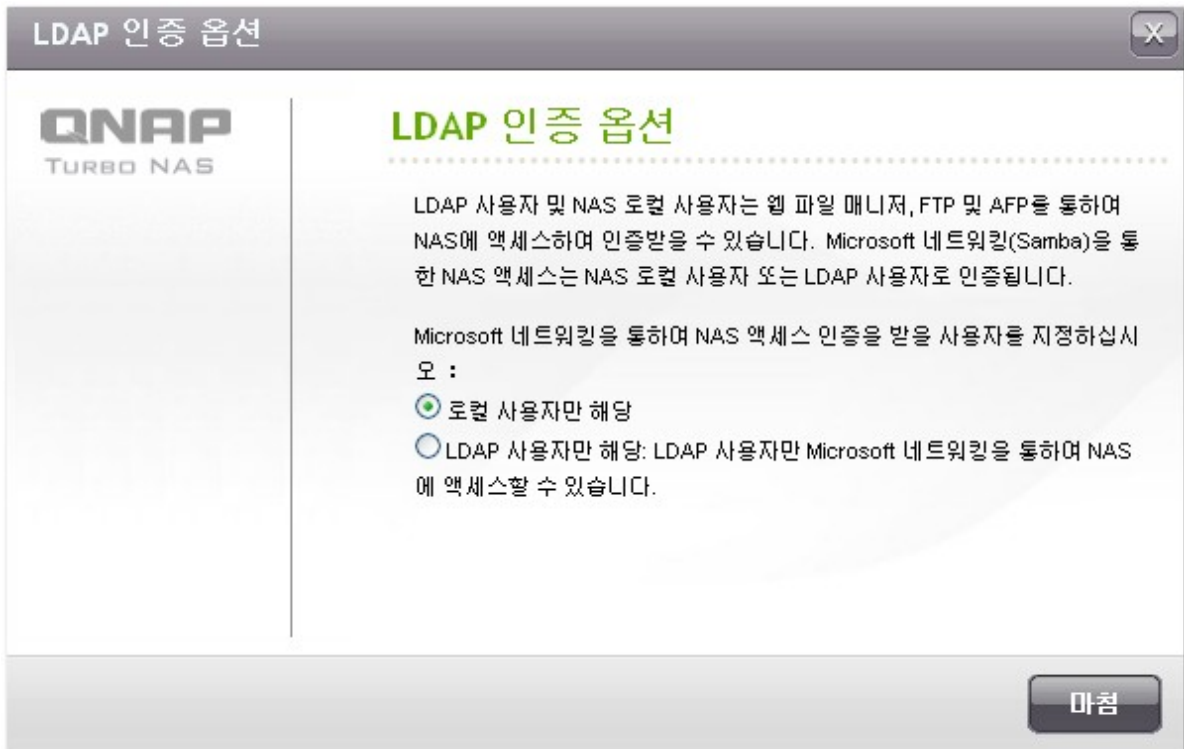 LDAP 인증 옵션
X
QNAP
TURBO NAS
LDAP 인증 옵션
LDAP 사용자 및 NAS 로컬 사용자는 웹 파일 매니저, FTP 및 AFP을 통하여
NAS에 액세스하여 인증받을 수 있습니다. Microsoft 네트워킹(Samba)을 통
한 NAS 액세스는 NAS 로컬 사용자 또는 LDAP 사용자로 인증됩니다.
Microsoft 네트워킹을 통하여 NAS 액세스 인증을 받을 사용자를 지정하십시
오 :
로컬 사용자만 해당
LDAP 사용자만 해당: LDAP 사용자만 Microsoft 네트워킹을 통하여 NAS
에 액세스할 수 있습니다.
마침